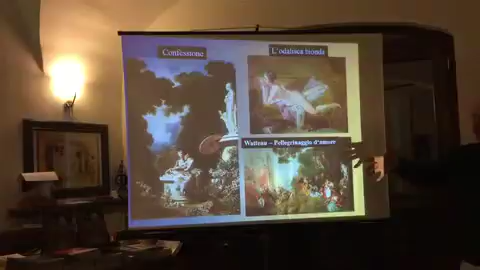 Confessione
L'odalisca bionda
Watteau – Pellegrinaggio d'amore